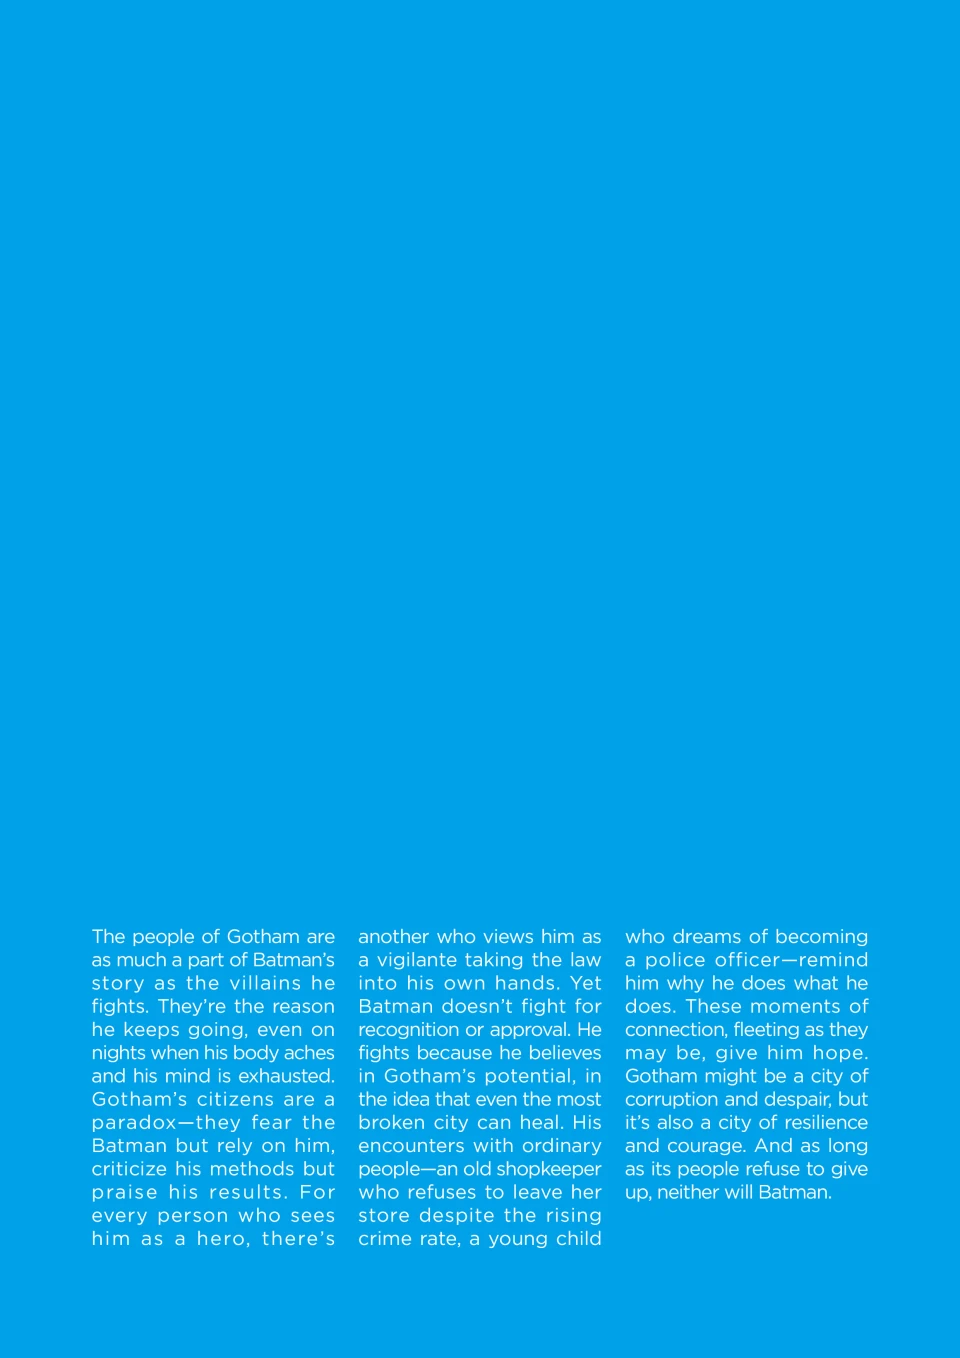 The people of Gotham are
as much a part of Batman’s
story as the villains he
fights. They’re the reason
he keeps going, even on
nights when his body aches
and his mind is exhausted.
Gotham’s citizens are a
paradox—they fear the
Batman but rely on him,
criticize his methods but
praise his results. For
every person who sees
him as a hero, there’s
another who views him as
a vigilante taking the law
into his own hands. Yet
Batman doesn’t fight for
recognition or approval. He
fights because he believes
in Gotham’s potential, in
the idea that even the most
broken city can heal. His
encounters with ordinary
people—an old shopkeeper
who refuses to leave her
store despite the rising
crime rate, a young child
who dreams of becoming
a police officer—remind
him why he does what he
does. These moments of
connection, fleeting as they
may be, give him hope.
Gotham might be a city of
corruption and despair, but
it’s also a city of resilience
and courage. And as long
as its people refuse to give
up, neither will Batman.